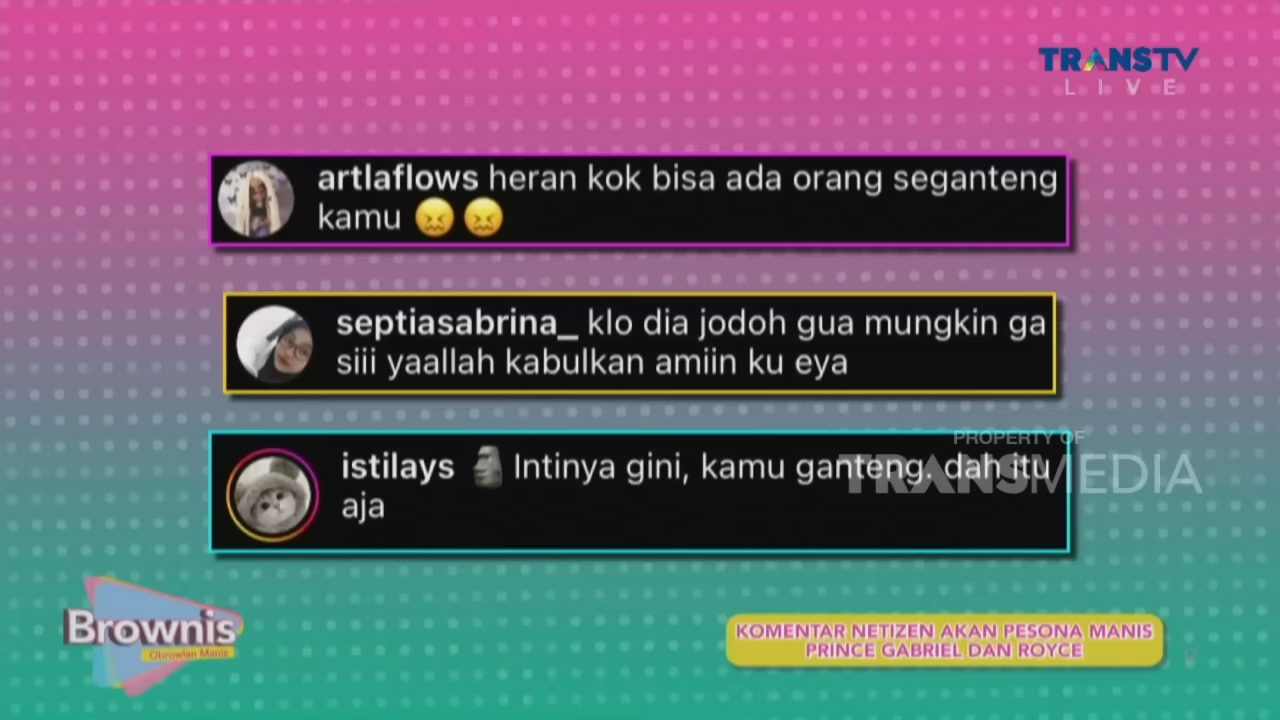 TRANSTV
LIVE
artlaflows heran kok bisa ada orang seganteng
kamu 😖😖
septiasabrina_ klo dia jodoh gua mungkin ga
siii yaallah kabulkan amiin ku eya
istilays 🗿 Intinya gini, kamu ganteng, dah itu
aja
PROPERTY OF
TRANSMEDIA
Brownis
Obrowlan Manis
KOMENTAR NETIZEN AKAN PESONA MANIS
PRINCE GABRIEL DAN ROYCE